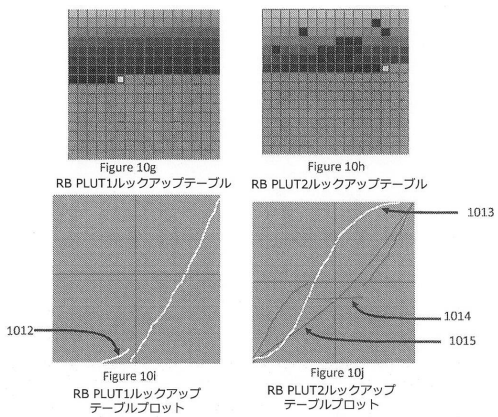 Figure 10g
RB PLUT1ルックアップテーブル
Figure 10h
RB PLUT2ルックアップテーブル
1012
Figure 10i
RB PLUT1ルックアップ
テーブルプロット
1013
1014
1015
Figure 10j
RB PLUT2ルックアップ
テーブルプロット